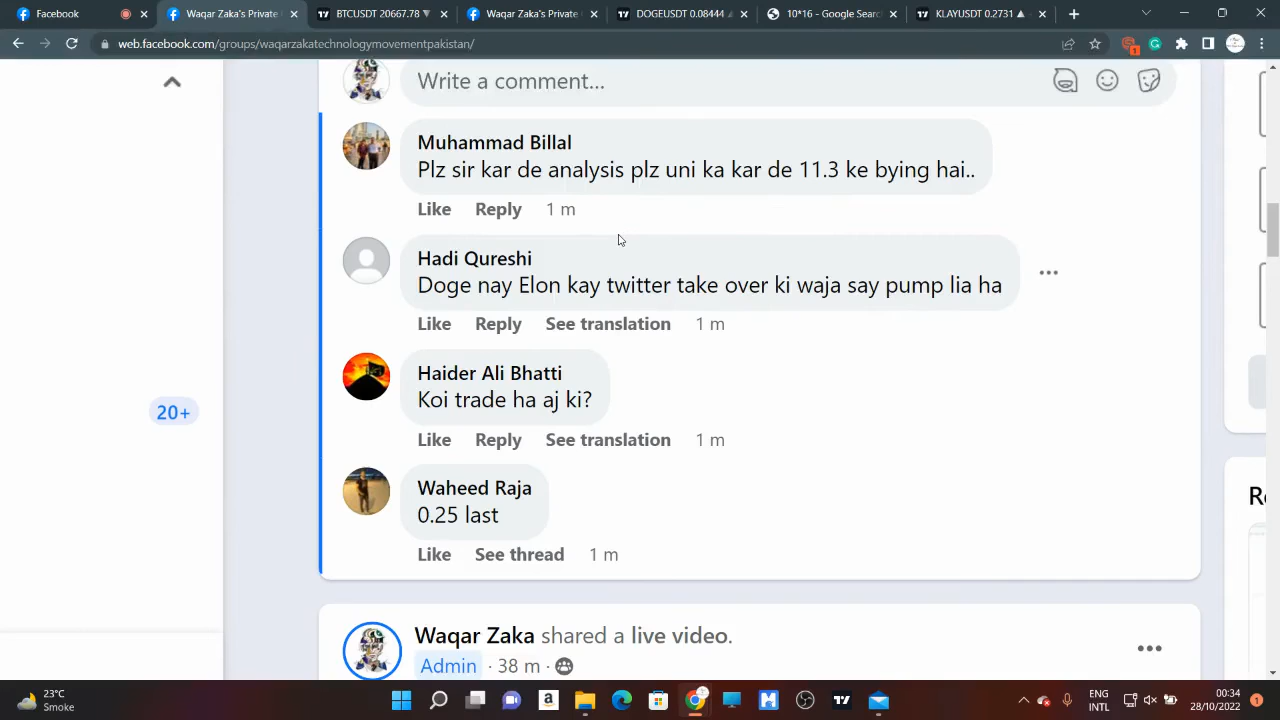 Facebook
Waqar Zaka's Private
BTCUSDT 20667.78
Waqar Zaka's Private
DOGEUSDT 0.08444
10*16 - Google Search
KLAYUSDT 0.2731
web.facebook.com/groups/waqarzakatechnologymovementpakistan/
1
20+
Write a comment...
Muhammad Billal
Plz sir kar de analysis plz uni ka kar de 11.3 ke bying hai..
Like Reply 1 m
Hadi Qureshi
Doge nay Elon kay twitter take over ki waja say pump lia ha
Like Reply See translation 1 m
Haider Ali Bhatti
Koi trade ha aj ki?
Like Reply See translation 1 m
Waheed Raja
0.25 last
Like See thread 1 m
Waqar Zaka shared a live video.
Admin · 38 m ·
23°C
Smoke
ENG
INTL
00:34
28/10/2022
1